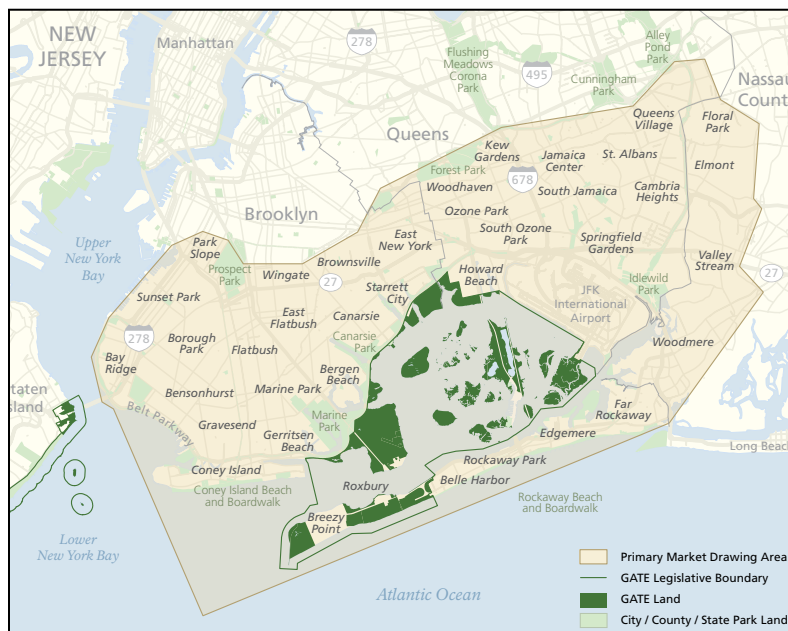 NEW
JERSEY
Manhattan
278
Flushing
Meadows
Corona
Park
495
Alley
Pond
Park
Cunningham
Park
Nassau
County
Queens
Queens
Village
Floral
Park
Kew
Gardens
Jamaica
Center
St. Albans
Elmont
Forest Park
678
Woodhaven
South Jamaica
Cambria
Heights
Brooklyn
Ozone Park
South Ozone
Park
East
New York
Springfield
Gardens
Upper
New York
Bay
Park
Slope
Prospect
Park
Wingate
Brownsville
27
Starrett
City
Howard
Beach
Idlewild
Park
Valley
Stream
27
JFK
International
Airport
Sunset Park
East
Flatbush
Canarsie
278
Borough
Park
Flatbush
Canarsie
Park
Woodmere
Bay
Ridge
Bergen
Beach
Bensonhurst
Marine Park
taten
sland
Belt Parkway
Marine
Park
Far
Rockaway
Gravesend
Gerritsen
Beach
Edgemere
Long Beach
Coney Island
Rockaway Park
Coney Island Beach
and Boardwalk
Roxbury
Belle Harbor
Rockaway Beach
and Boardwalk
Breezy
Point
Lower
New York Bay
Atlantic Ocean
Primary Market Drawing Area
GATE Legislative Boundary
GATE Land
City / County / State Park Land